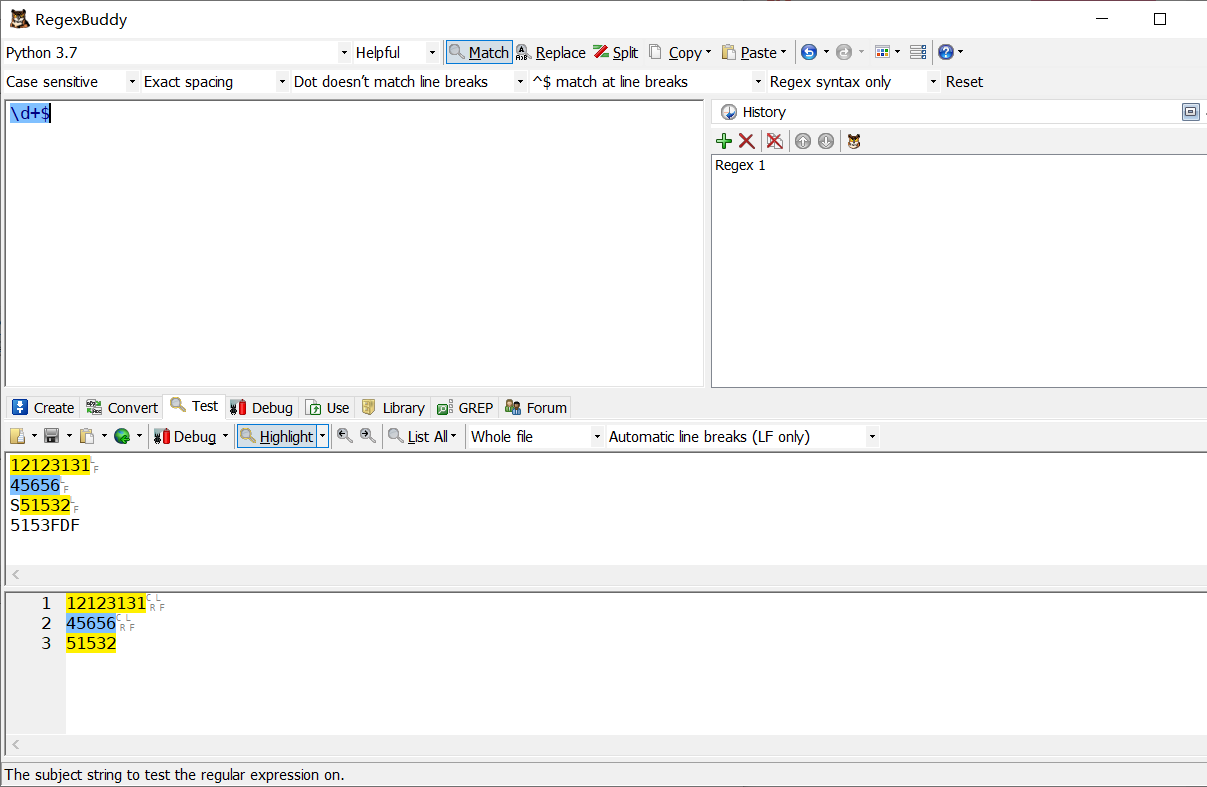 RegexBuddy
Python 3.7 Helpful Match Replace Split Copy Paste
Case sensitive Exact spacing Dot doesn't match line breaks ^$ match at line breaks Regex syntax only Reset
\d+$
History
Regex 1
Create Convert Test Debug Use Library GREP Forum
Debug Highlight List All Whole file Automatic line breaks (LF only)
12123131LF
45656LF
S51532LF
5153FDF
1 12123131CRLF
2 45656CRLF
3 51532
The subject string to test the regular expression on.